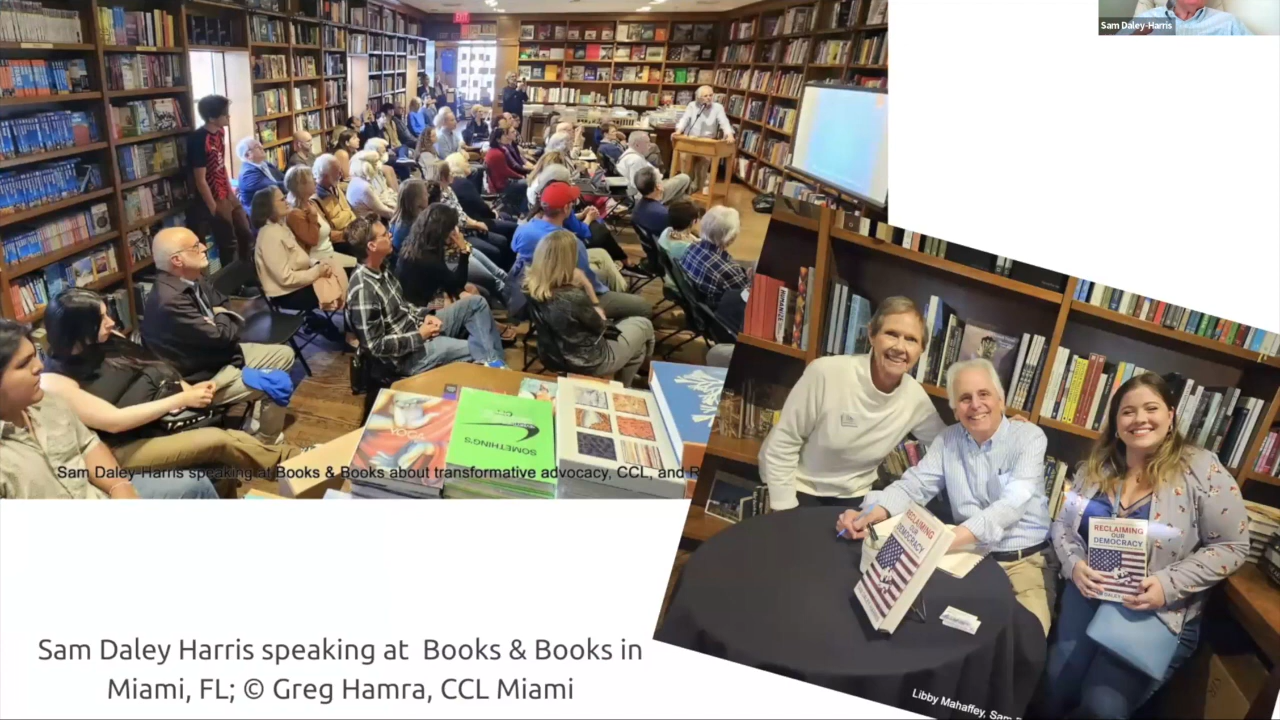 Sam Daley-Harris
Sam Daley-Harris speaking at Books & Books about transformative advocacy, CCL, and R
YOGA
SOMETHING'S
RECLAIMING
OUR
DEMOCRACY
RECLAIMING
OUR
DEMOCRACY
Libby Mahaffey, Sam
Sam Daley Harris speaking at Books & Books in
Miami, FL; © Greg Hamra, CCL Miami